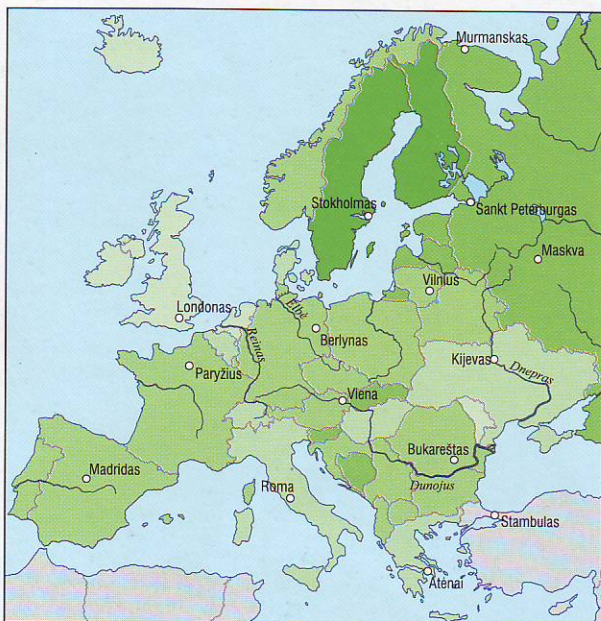 Murmanskas
Stokholmas
Sankt Peterburgas
Maskva
Vilnius
Londonas
Elbė
Reinas
Berlynas
Kijevas
Dnepras
Paryžius
Viena
Bukareštas
Madridas
Dunojus
Roma
Stambulas
Atėnai